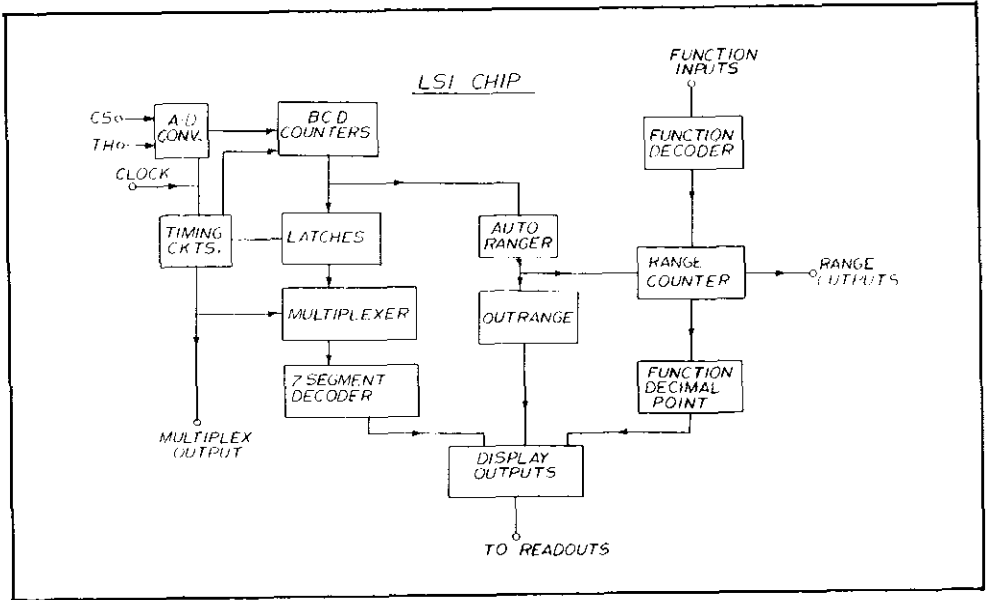 LSI CHIP
FUNCTION
INPUTS
CS
TH
A-D
CONV.
BCD
COUNTERS
FUNCTION
DECODER
CLOCK
TIMING
CKTS.
LATCHES
AUTO
RANGER
RANGE
COUNTER
RANGE
OUTPUTS
MULTIPLEXER
OUTRANGE
7 SEGMENT
DECODER
FUNCTION
DECIMAL
POINT
MULTIPLEX
OUTPUT
DISPLAY
OUTPUTS
TO READOUTS